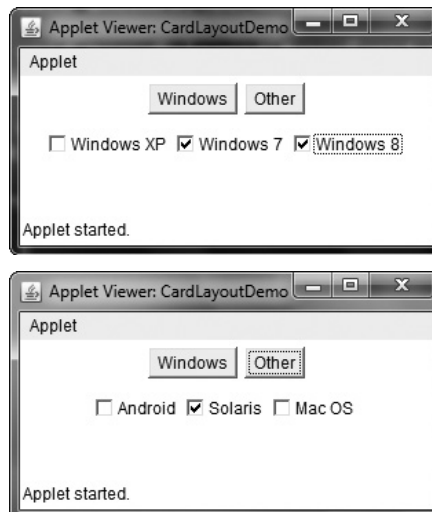 Applet Viewer: CardLayoutDemo
Applet
Windows Other
Windows XP Windows 7 Windows 8
Applet started.
Applet Viewer: CardLayoutDemo
Applet
Windows Other
Android Solaris Mac OS
Applet started.